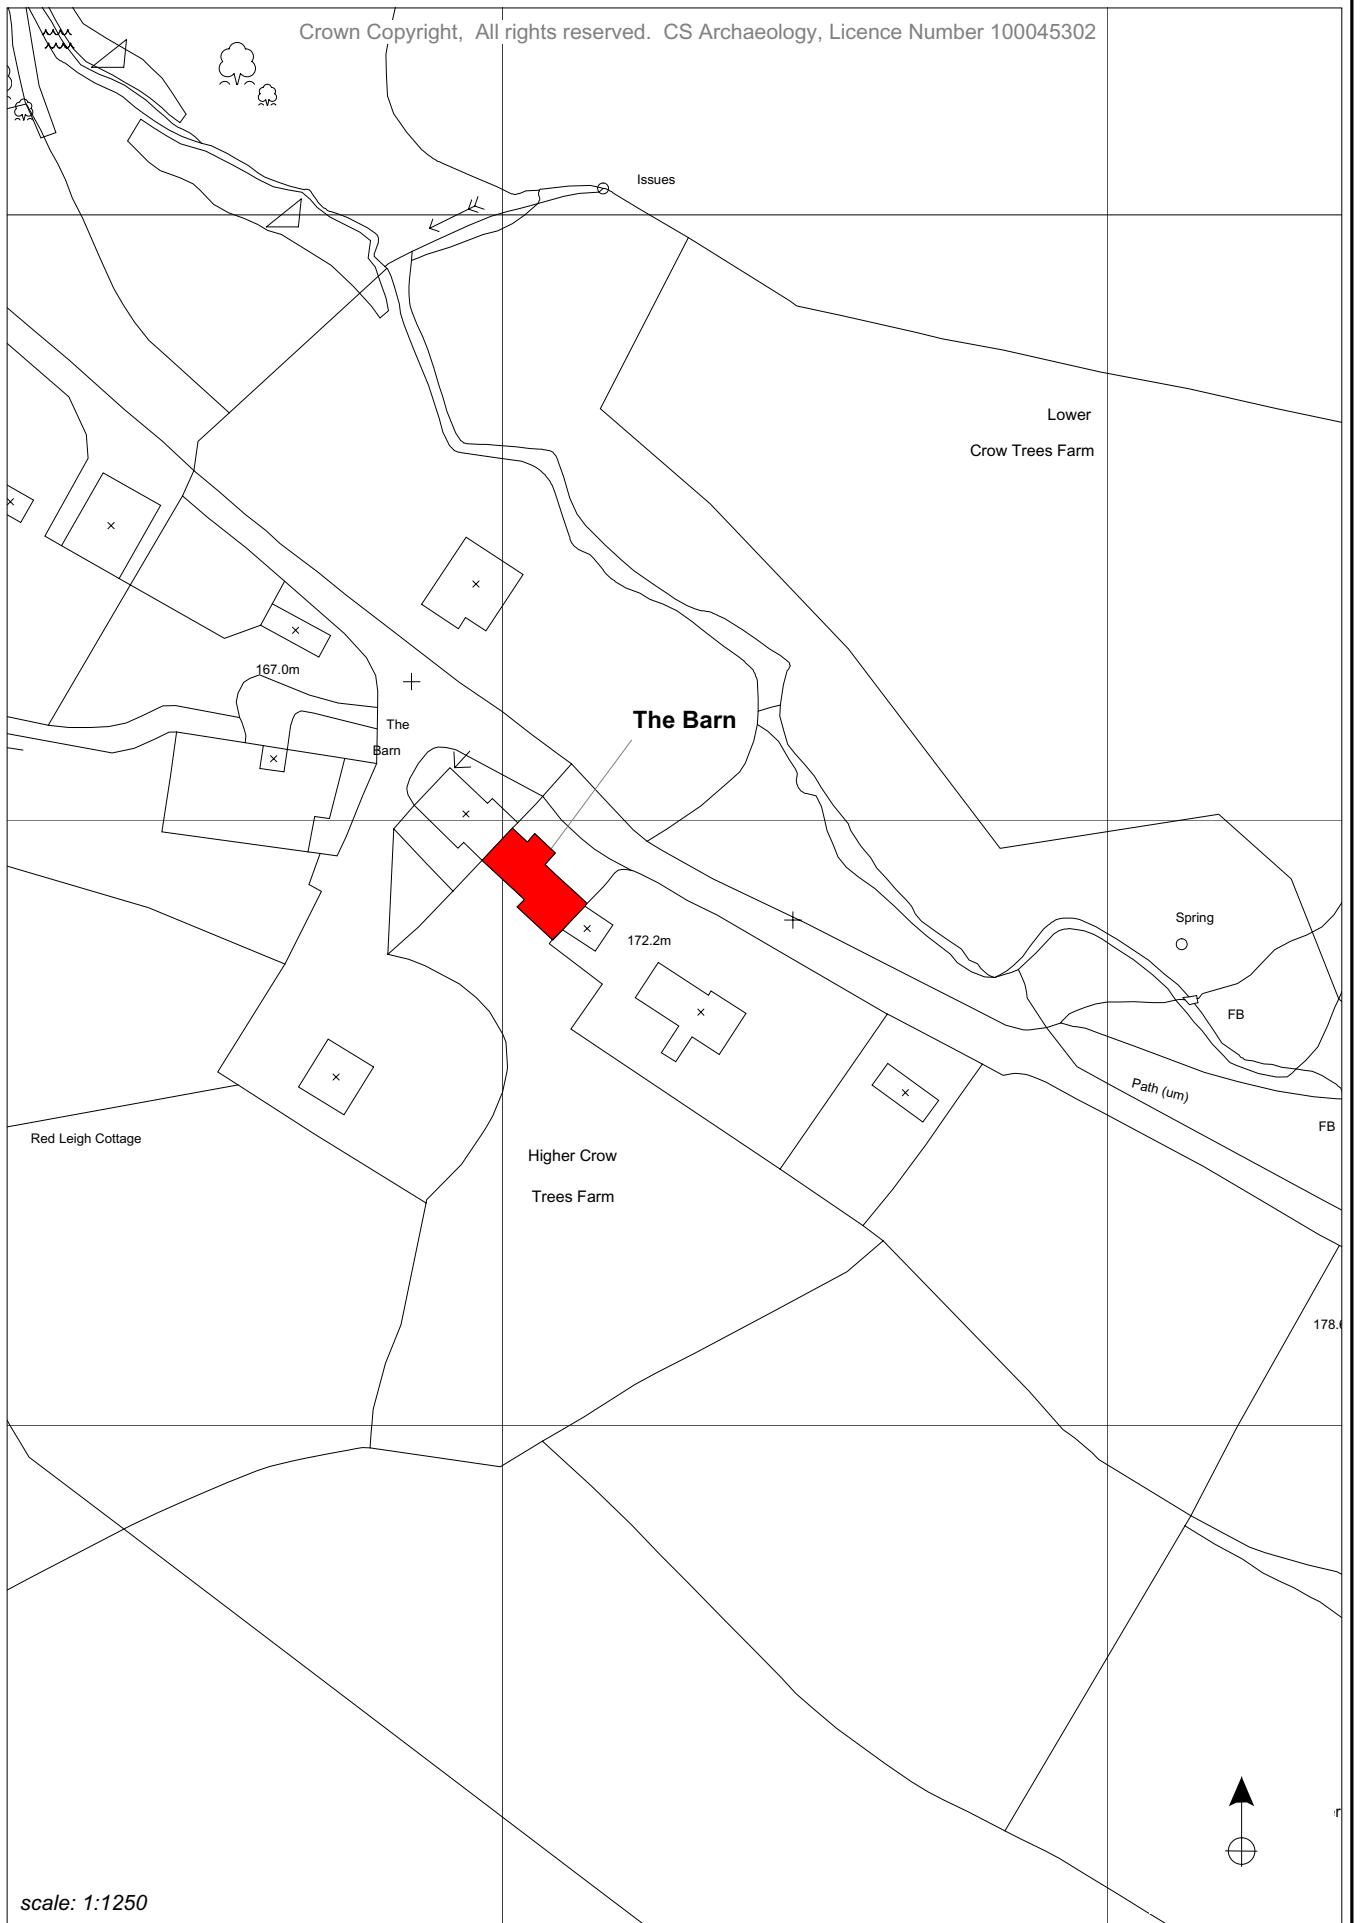 Crown Copyright, All rights reserved. CS Archaeology, Licence Number 100045302
Issues
Lower
Crow Trees Farm
167.0m
The
Barn
The Barn
Spring
172.2m
FB
Path (um)
FB
Red Leigh Cottage
Higher Crow
Trees Farm
scale: 1:1250